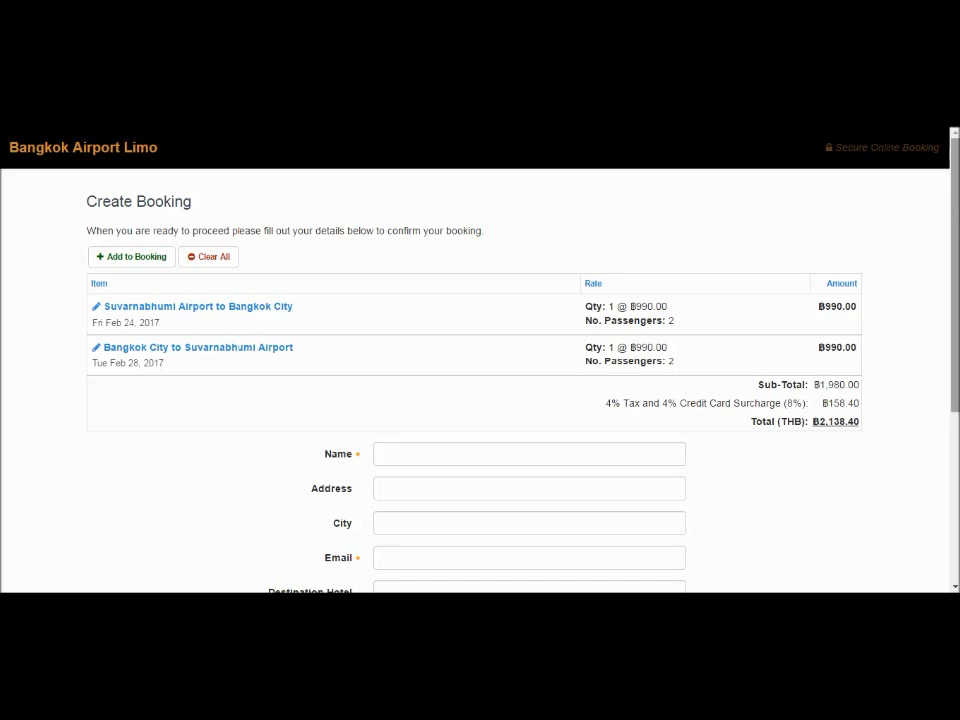 Bangkok Airport Limo
Secure Online Booking
Create Booking
When you are ready to proceed please fill out your details below to confirm your booking.
Add to Booking
Clear All
Item Rate Amount
Suvarnabhumi Airport to Bangkok City Qty: 1 @ ฿990.00 ฿990.00
Fri Feb 24, 2017 No. Passengers: 2
Bangkok City to Suvarnabhumi Airport Qty: 1 @ ฿990.00 ฿990.00
Tue Feb 28, 2017 No. Passengers: 2
Sub-Total: ฿1,980.00
4% Tax and 4% Credit Card Surcharge (8%): ฿158.40
Total (THB): ฿2,138.40
Name
Address
City
Email
Destination Hotel